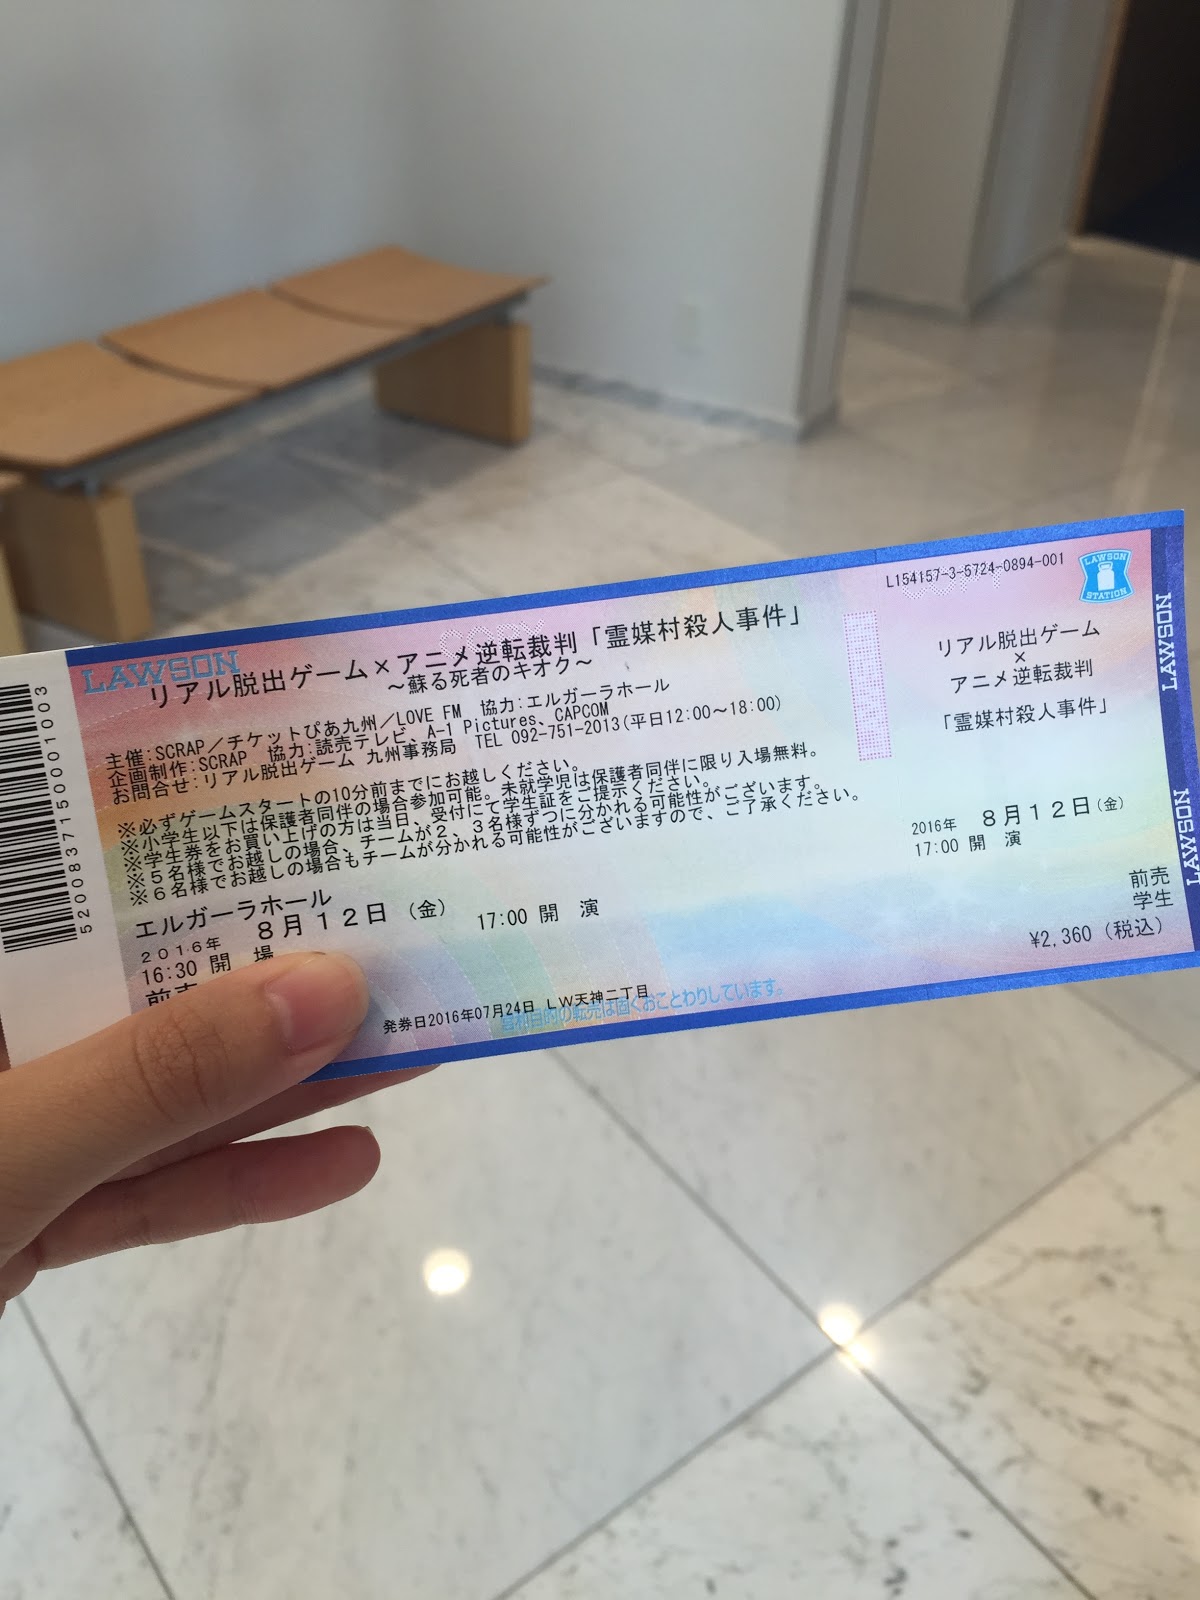 LAWSON
リアル脱出ゲーム×アニメ逆転裁判「霊媒村殺人事件」
～蘇る死者のキオク～
主催:SCRAP／チケットぴあ九州／LOVE FM 協力:エルガーラホール
企画制作:SCRAP 協力:読売テレビ、A-1 Pictures、CAPCOM
お問合せ:リアル脱出ゲーム 九州事務局 TEL 092-751-2013(平日12:00～18:00)
※必ずゲームスタートの10分前までにお越しください。
※小学生以下は保護者同伴の場合参加可能。未就学児は保護者同伴に限り入場無料。
※学生券をお買い上げの方は当日、受付にて学生証をご提示ください。
※５名様でお越しの場合、チームが２、３名様ずつに分かれる可能性がございます。
※６名様でお越しの場合もチームが分かれる可能性がございますので、ご了承ください。
エルガーラホール
２０１６年 ８月１２日（金） 17:00 開 演
16:30 開 場
前売
発券日2016年07月24日 ＬＷ天神二丁目
営利目的の転売は固くおことわりしています。
5200837150001003
L154157-3-5724-0894-001
LAWSON
STATION
リアル脱出ゲーム
×
アニメ逆転裁判
「霊媒村殺人事件」
2016年 ８月１２日（金）
17:00 開 演
前売
学生
¥2,360（税込）
LAWSON
LAWSON